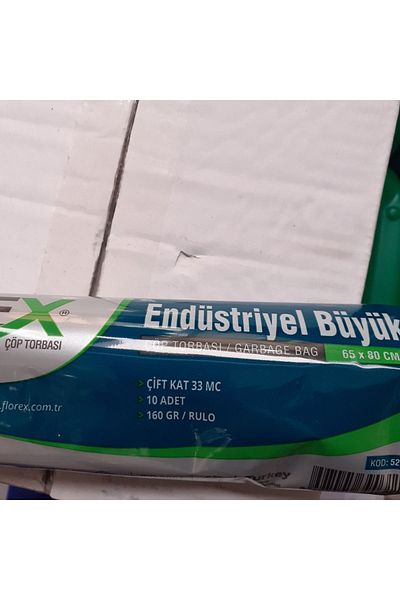 EX®
ÇÖP TORBASI
.florex.com.tr
Endüstriyel Büyük
ÇÖP TORBASI / GARBAGE BAG
65 x 80 CM
ÇİFT KAT 33 MC
10 ADET
160 GR / RULO
KOD: 52
Turkey